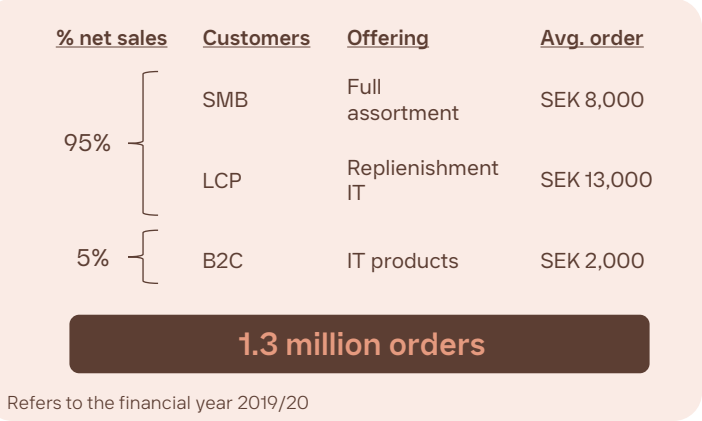 % net sales Customers Offering Avg. order
Full
95% SMB assortment SEK 8,000
Replienishment
LCP IT SEK 13,000
5% B2C IT products SEK 2,000
1.3 million orders
Refers to the financial year 2019/20